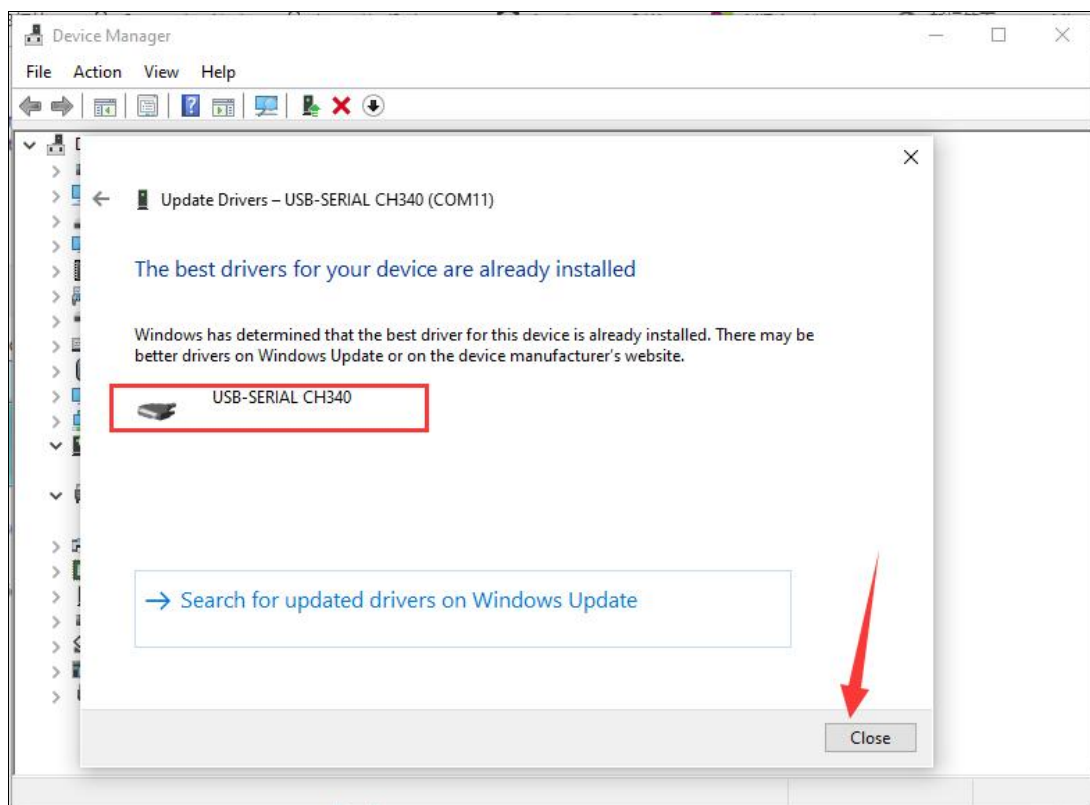 Device Manager
File Action View Help
Update Drivers – USB-SERIAL CH340 (COM11)
The best drivers for your device are already installed
Windows has determined that the best driver for this device is already installed. There may be
better drivers on Windows Update or on the device manufacturer's website.
USB-SERIAL CH340
Search for updated drivers on Windows Update
Close